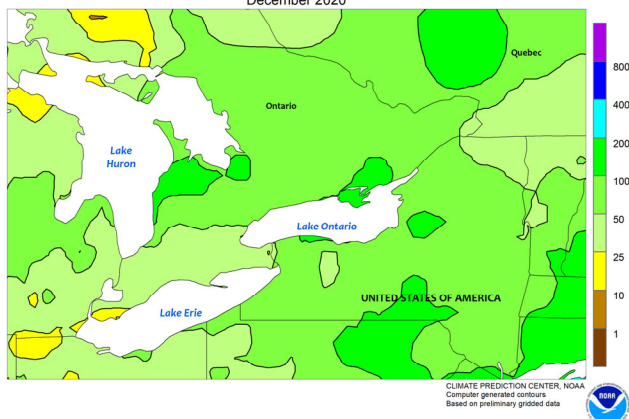 December 2020
Quebec
Ontario
Lake
Huron
Lake Ontario
Lake Erie
UNITED STATES OF AMERICA
800
400
200
100
50
25
10
1
CLIMATE PREDICTION CENTER, NOAA
Computer generated contours
Based on preliminary gridded data
NOAA